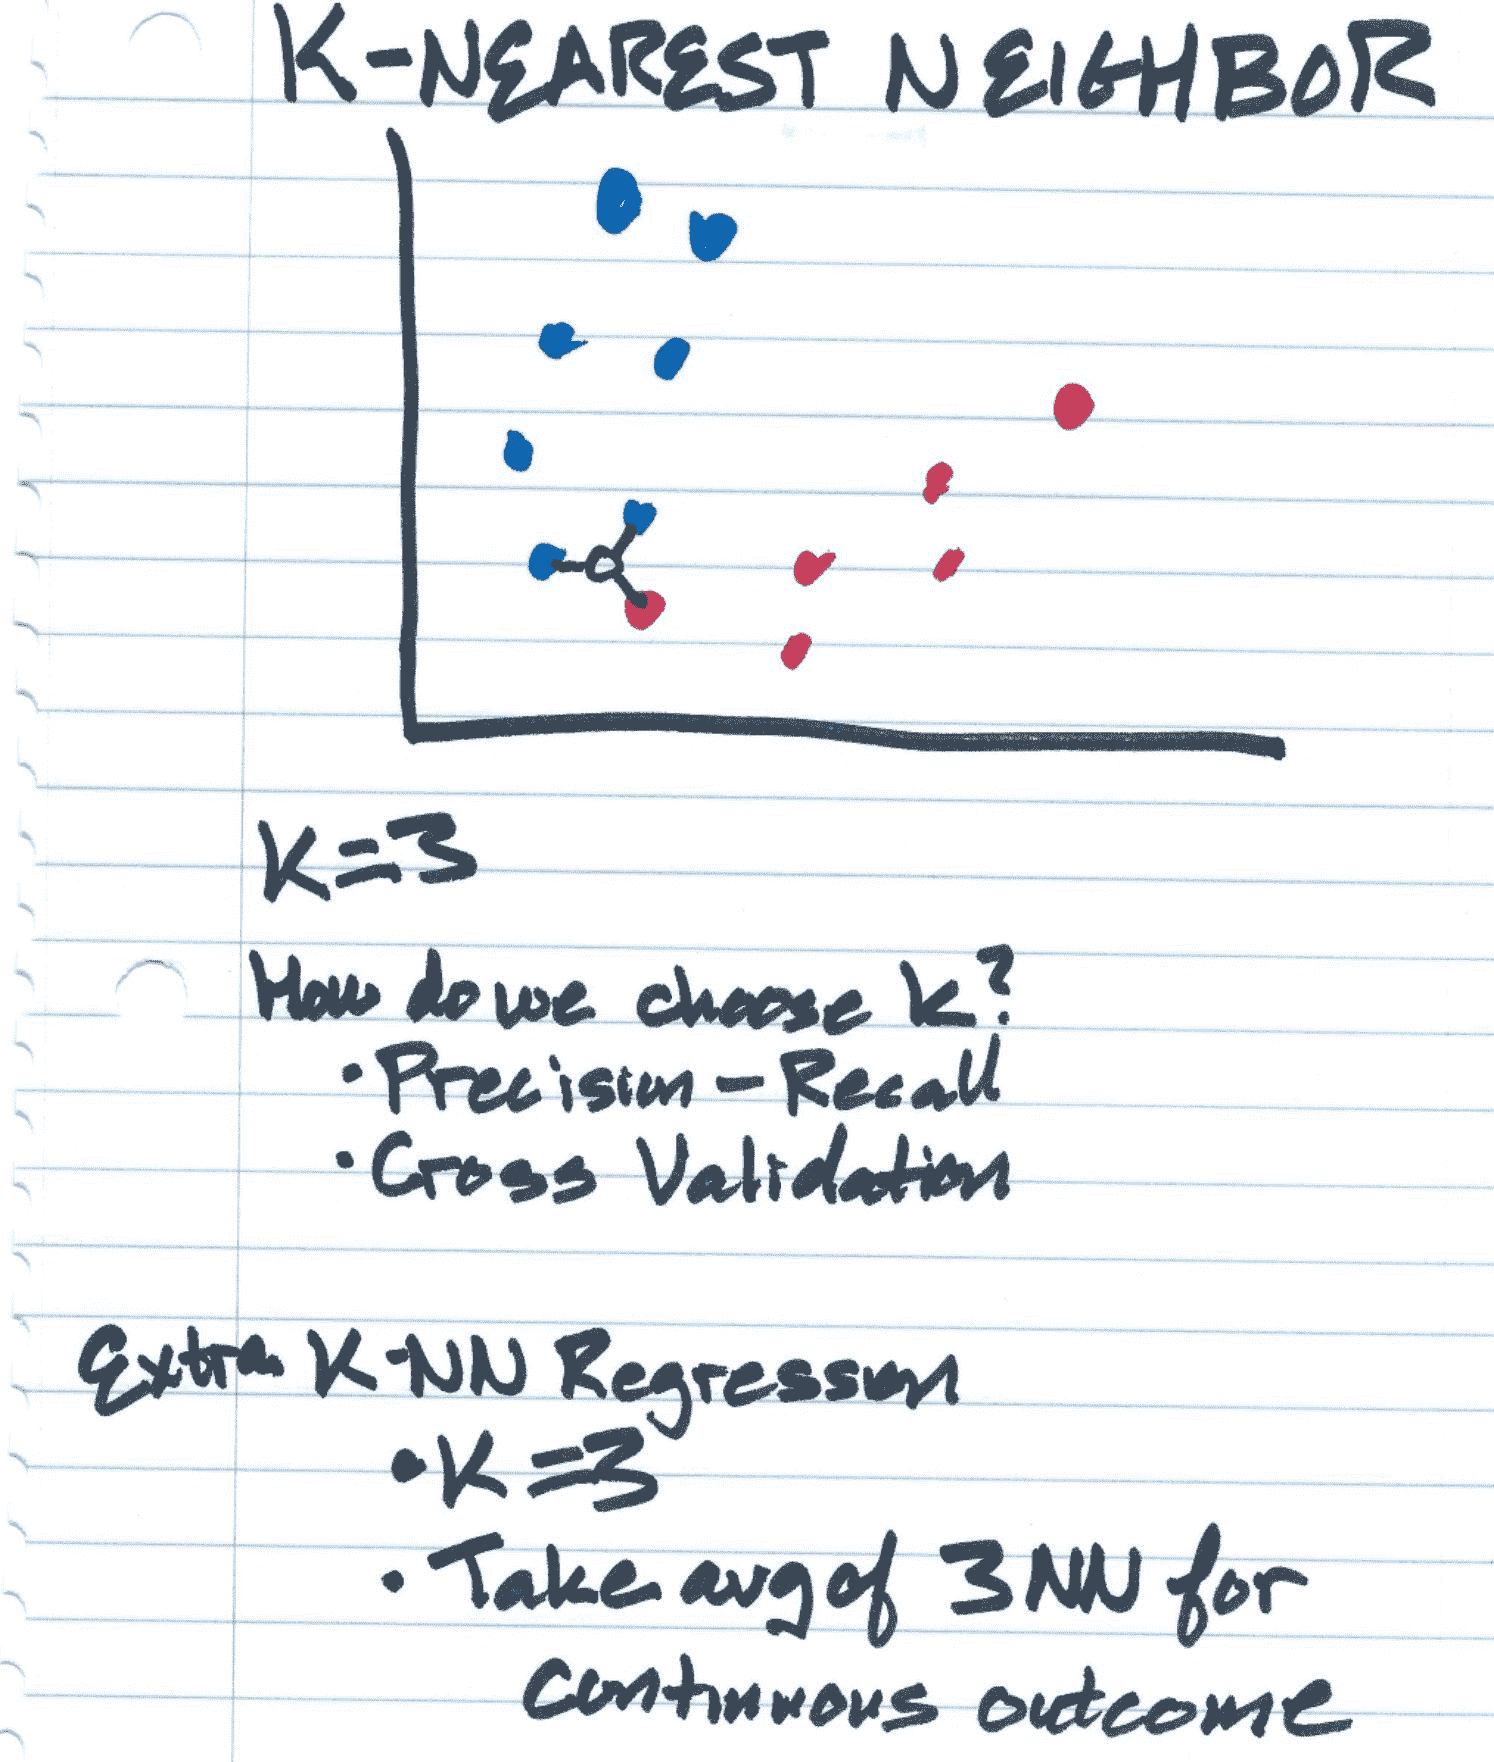 K-NEAREST NEIGHBOR
K=3
How do we choose K?
• Precision - Recall
• Cross Validation
Extra K-NN Regression
• K=3
• Take avg of 3NN for
continuous outcome